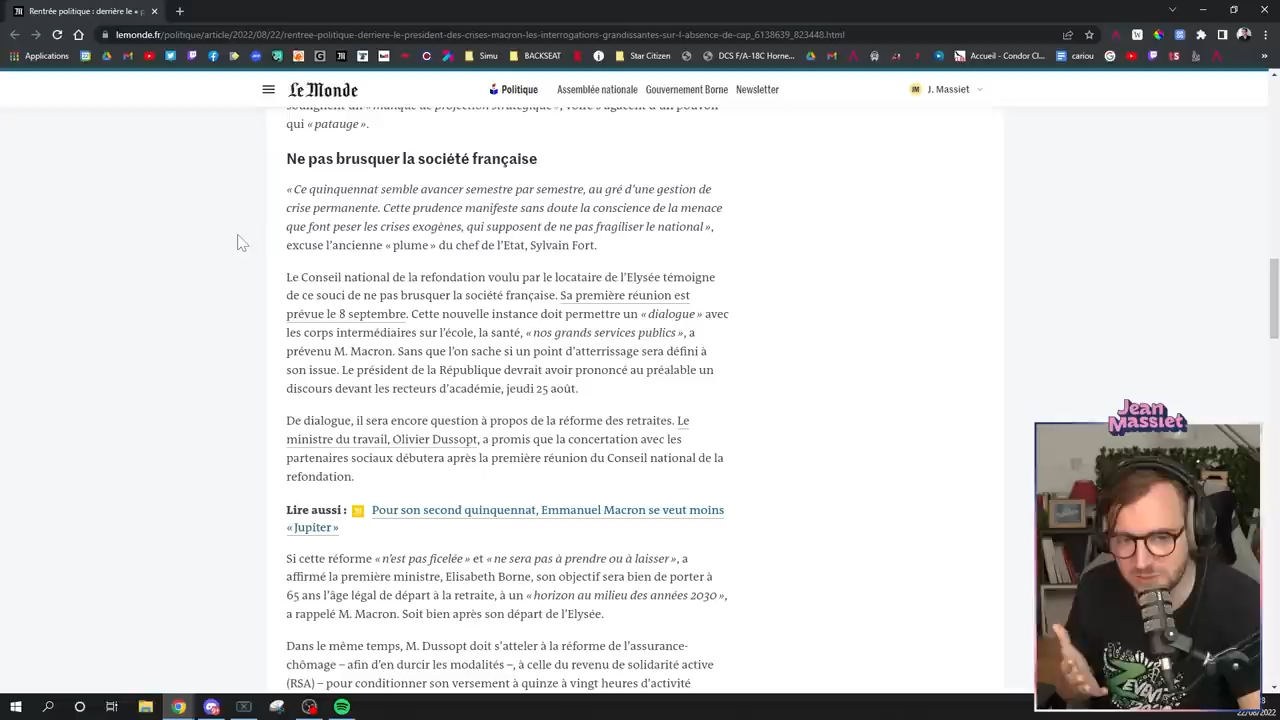 Rentrée politique : derrière le « p
lemonde.fr/politique/article/2022/08/22/rentree-politique-derriere-le-president-des-crises-macron-les-interrogations-grandissantes-sur-l-absence-de-cap_6138639_823448.html
Applications
Simu
BACKSEAT
Star Citizen
DCS F/A-18C Horne...
Accueil - Condor Cl...
cariou
Autres favoris
Le Monde
Politique
Assemblée nationale
Gouvernement Borne
Newsletter
JM
J. Massiet
soulignent un « manque de projection stratégique », voire s'agacent d'un pouvoir
qui « patauge ».
Ne pas brusquer la société française
« Ce quinquennat semble avancer semestre par semestre, au gré d'une gestion de
crise permanente. Cette prudence manifeste sans doute la conscience de la menace
que font peser les crises exogènes, qui supposent de ne pas fragiliser le national »,
excuse l'ancienne « plume » du chef de l'Etat, Sylvain Fort.
Le Conseil national de la refondation voulu par le locataire de l'Elysée témoigne
de ce souci de ne pas brusquer la société française. Sa première réunion est
prévue le 8 septembre. Cette nouvelle instance doit permettre un « dialogue » avec
les corps intermédiaires sur l'école, la santé, « nos grands services publics », a
prévenu M. Macron. Sans que l'on sache si un point d'atterrissage sera défini à
son issue. Le président de la République devrait avoir prononcé au préalable un
discours devant les recteurs d'académie, jeudi 25 août.
De dialogue, il sera encore question à propos de la réforme des retraites. Le
ministre du travail, Olivier Dussopt, a promis que la concertation avec les
partenaires sociaux débutera après la première réunion du Conseil national de la
refondation.
Lire aussi : Pour son second quinquennat, Emmanuel Macron se veut moins
« Jupiter »
Si cette réforme « n'est pas ficelée » et « ne sera pas à prendre ou à laisser », a
affirmé la première ministre, Elisabeth Borne, son objectif sera bien de porter à
65 ans l'âge légal de départ à la retraite, à un « horizon au milieu des années 2030 »,
a rappelé M. Macron. Soit bien après son départ de l'Elysée.
Dans le même temps, M. Dussopt doit s'atteler à la réforme de l'assurance-
chômage – afin d'en durcir les modalités –, à celle du revenu de solidarité active
(RSA) – pour conditionner son versement à quinze à vingt heures d'activité
Jean
Massiet
Z EVENT
22/08/2022